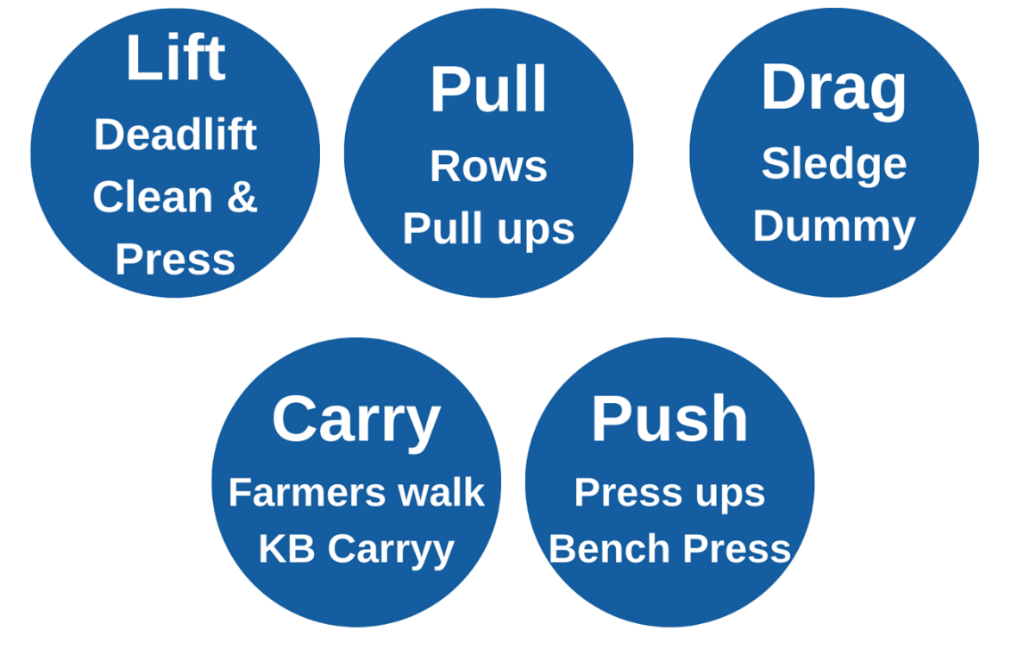 Lift
Deadlift
Clean &
Press
Pull
Rows
Pull ups
Drag
Sledge
Dummy
Carry
Farmers walk
KB Carryy
Push
Press ups
Bench Press